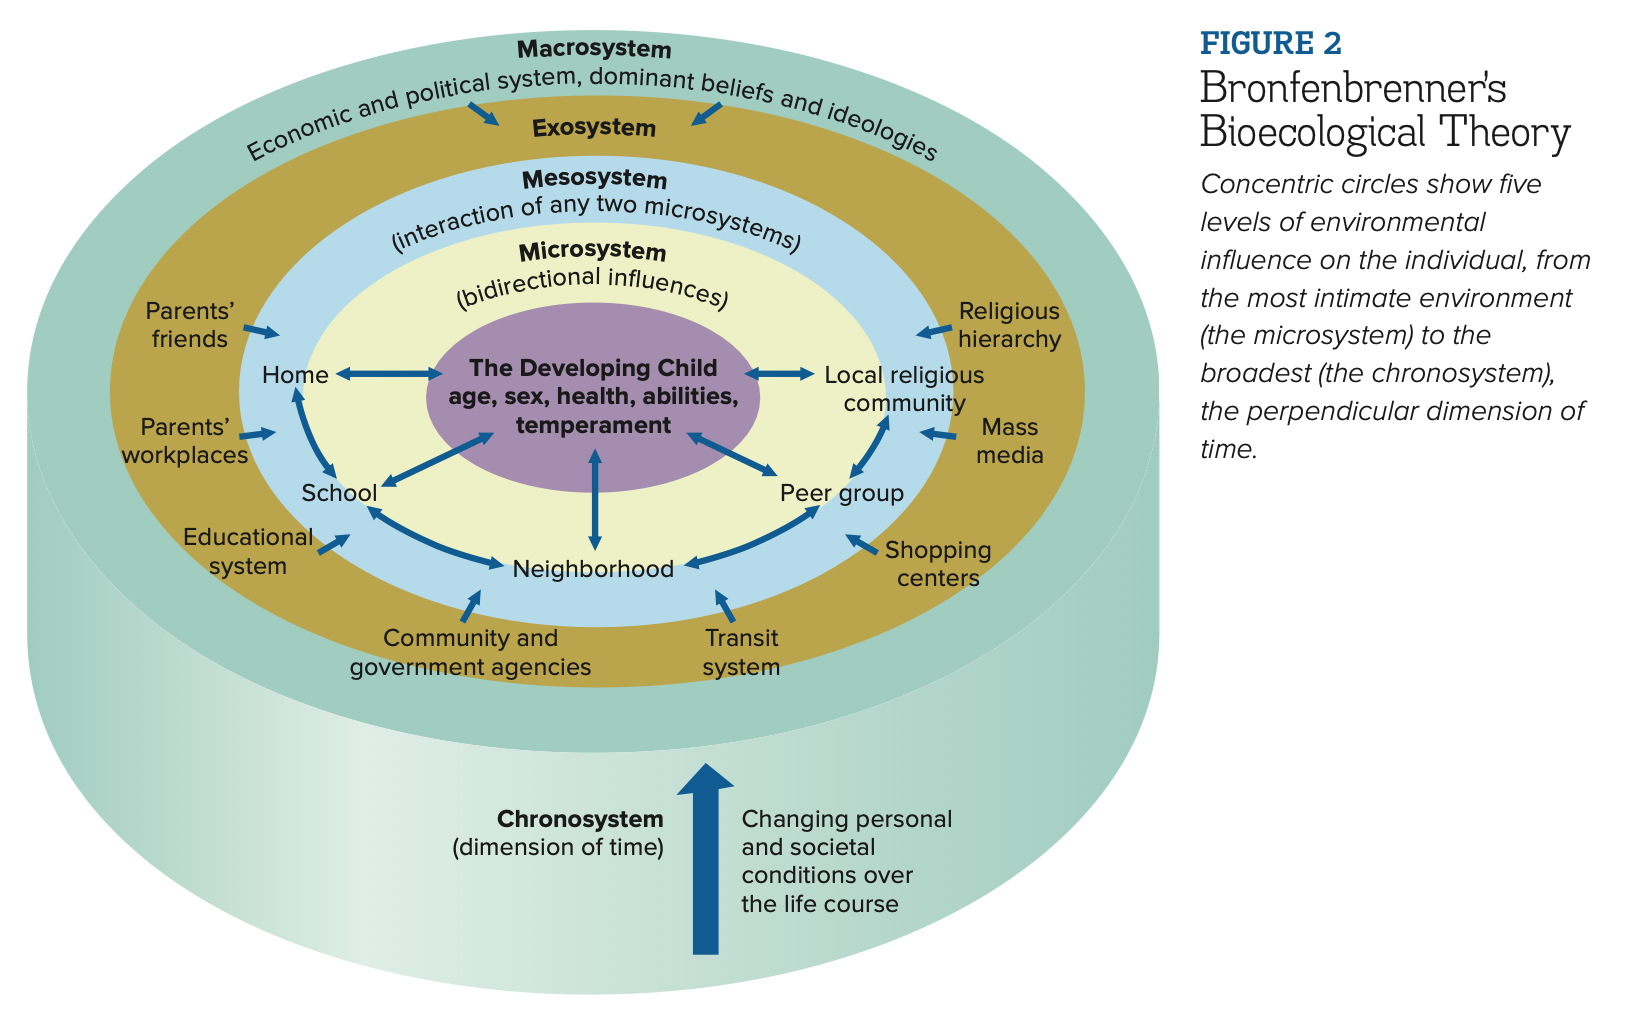 Macrosystem
Economic and political system, dominant beliefs and ideologies
Exosystem
Mesosystem
(interaction of any two microsystems)
Microsystem
(bidirectional influences)
The Developing Child
age, sex, health, abilities,
temperament
Parents’
friends
Home
Parents’
workplaces
School
Educational
system
Neighborhood
Community and
government agencies
Transit
system
Religious
hierarchy
Local religious
community
Mass
media
Peer group
Shopping
centers
Chronosystem
(dimension of time)
Changing personal
and societal
conditions over
the life course
FIGURE 2
Bronfenbrenner’s
Bioecological Theory
Concentric circles show five
levels of environmental
influence on the individual, from
the most intimate environment
(the microsystem) to the
broadest (the chronosystem),
the perpendicular dimension of
time.